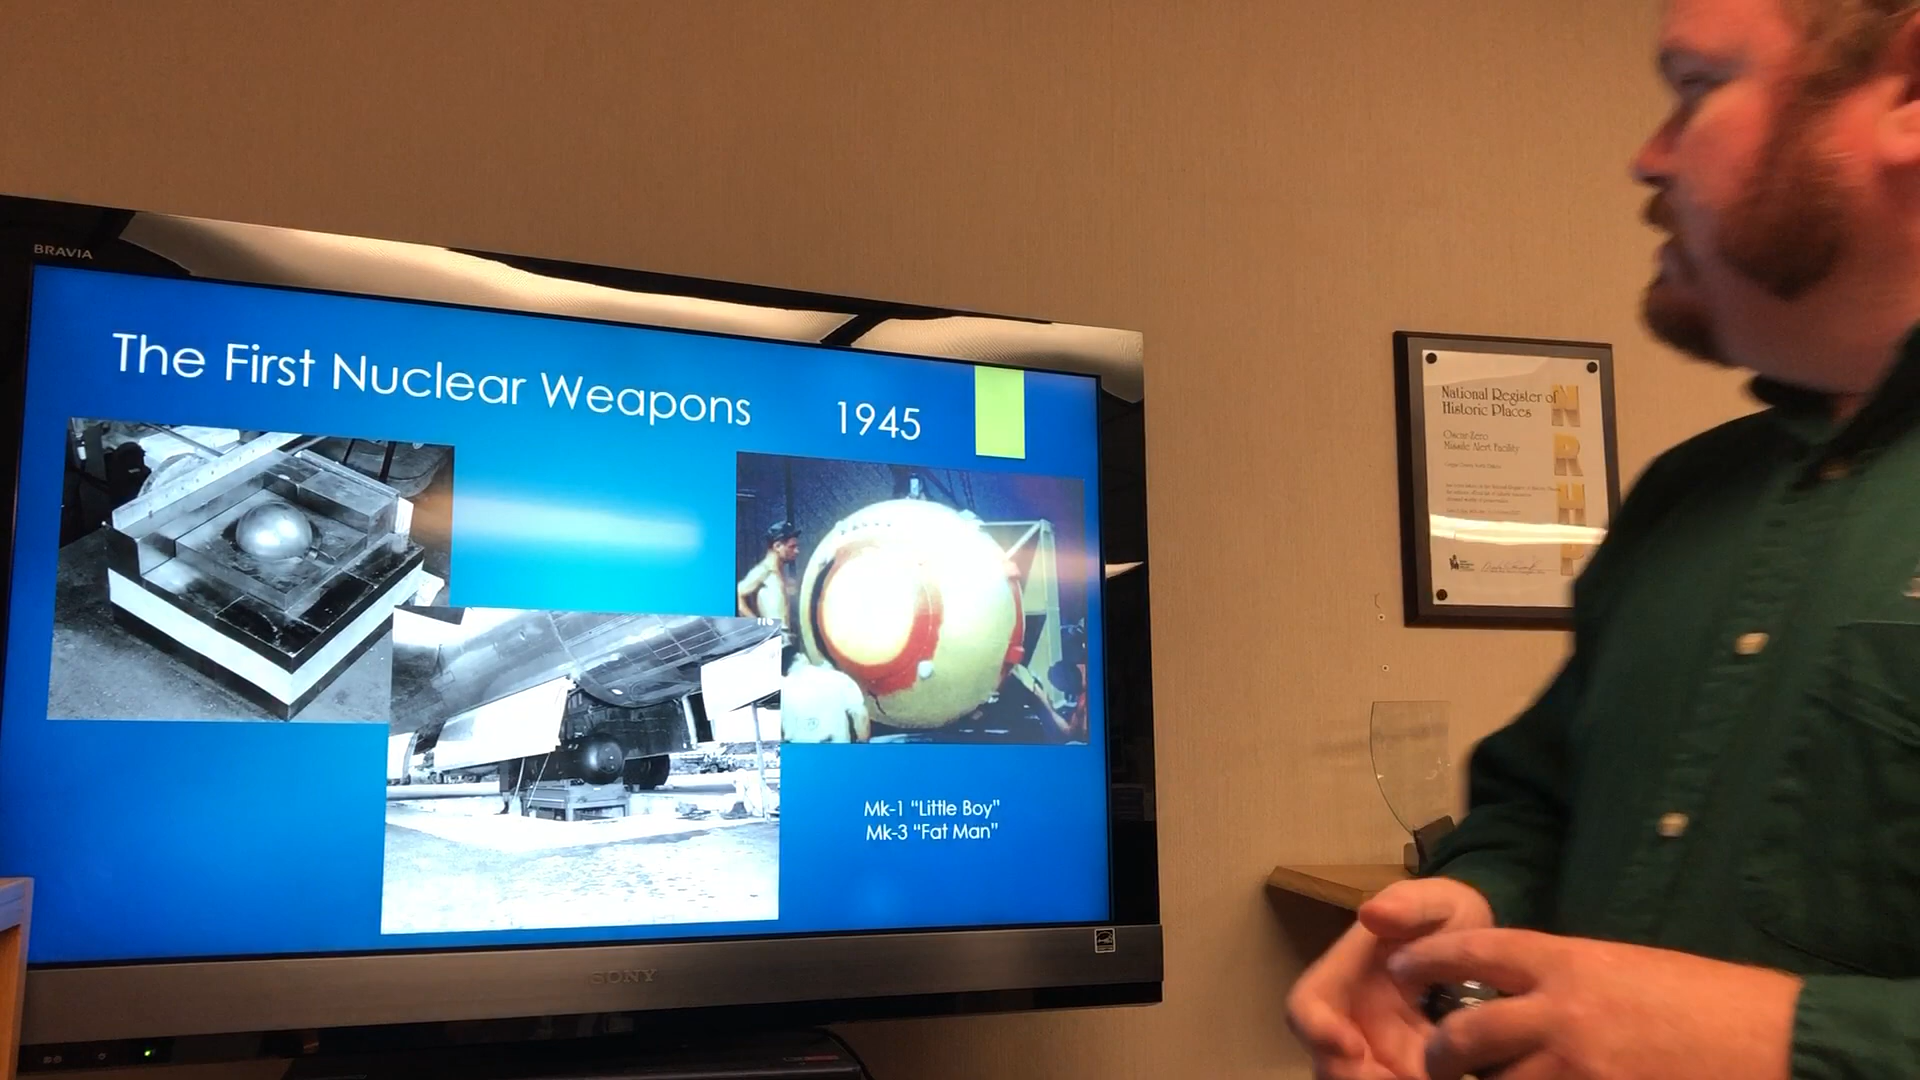 BRAVIA
The First Nuclear Weapons 1945
116
Mk-1 “Little Boy”
Mk-3 “Fat Man”
SONY
National Register of
Historic Places
Oscar-Zero
Missile Alert Facility
N
R
H
P